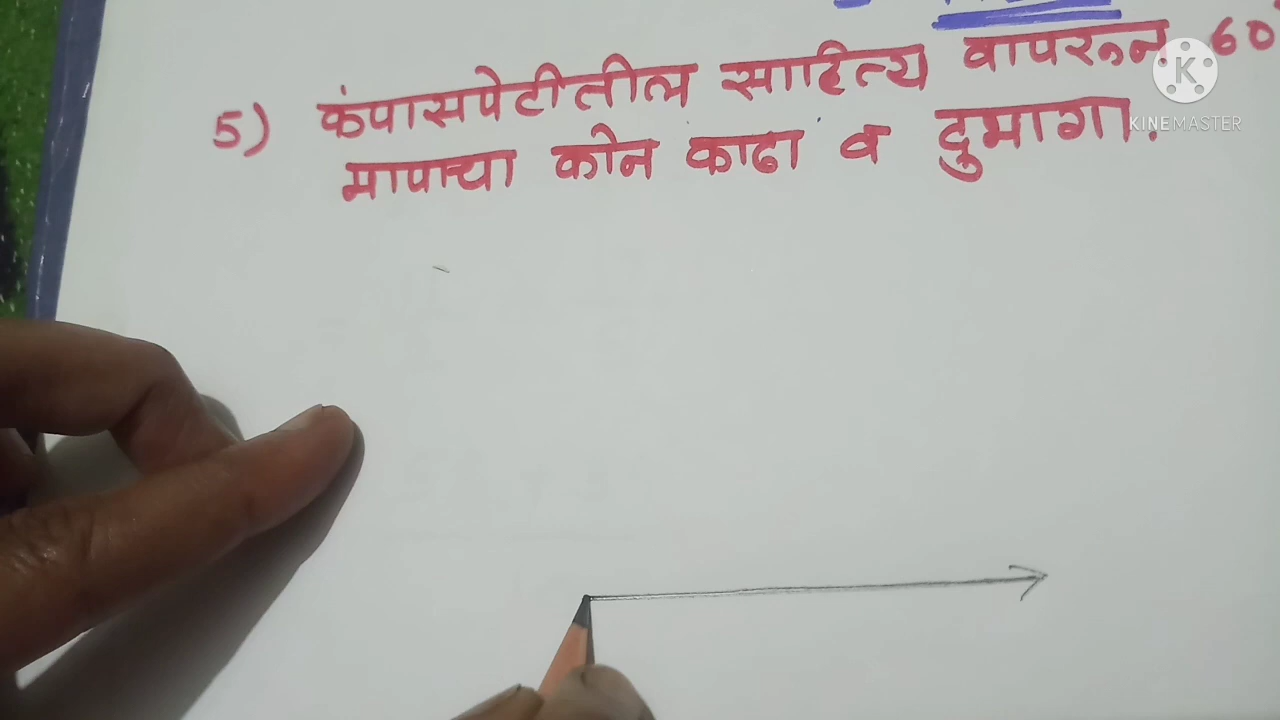 5) कंपासपेटीतील साहित्य वापरून 60°
मापाचा कोन काढा व दुभागा.
K
KINEMASTER